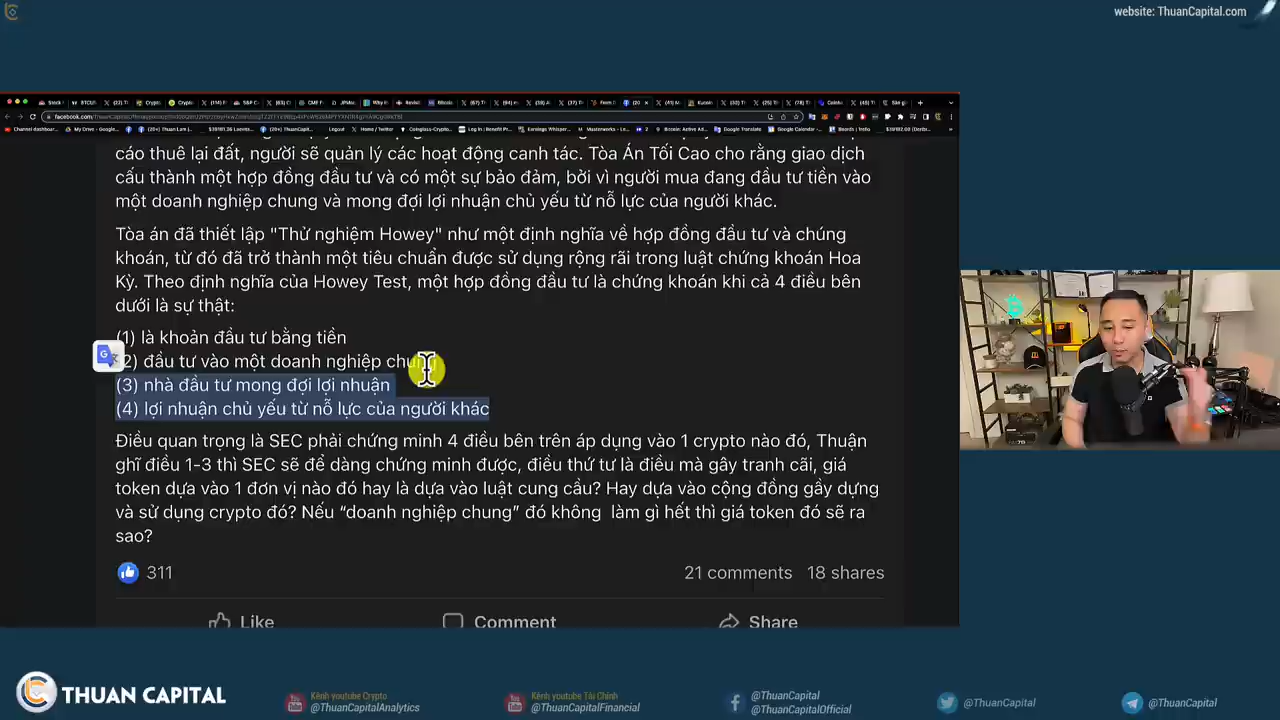 website: ThuanCapital.com
cáo thuê lại đất, người sẽ quản lý các hoạt động canh tác. Tòa Án Tối Cao cho rằng giao dịch
cấu thành một hợp đồng đầu tư và có một sự bảo đảm, bởi vì người mua đang đầu tư tiền vào
một doanh nghiệp chung và mong đợi lợi nhuận chủ yếu từ nỗ lực của người khác.
Tòa án đã thiết lập "Thử nghiệm Howey" như một định nghĩa về hợp đồng đầu tư và chúng
khoán, từ đó đã trở thành một tiêu chuẩn được sử dụng rộng rãi trong luật chứng khoán Hoa
Kỳ. Theo định nghĩa của Howey Test, một hợp đồng đầu tư là chứng khoán khi cả 4 điều bên
dưới là sự thật:
(1) là khoản đầu tư bằng tiền
2) đầu tư vào một doanh nghiệp chung
(3) nhà đầu tư mong đợi lợi nhuận
(4) lợi nhuận chủ yếu từ nỗ lực của người khác
Điều quan trọng là SEC phải chứng minh 4 điều bên trên áp dụng vào 1 crypto nào đó, Thuận
ghĩ điều 1-3 thì SEC sẽ dễ dàng chứng minh được, điều thứ tư là điều mà gây tranh cãi, giá
token dựa vào 1 đơn vị nào đó hay là dựa vào luật cung cầu? Hay dựa vào cộng đồng gầy dựng
và sử dụng crypto đó? Nếu “doanh nghiệp chung” đó không làm gì hết thì giá token đó sẽ ra
sao?
311
21 comments 18 shares
Like Comment Share
THUAN CAPITAL
Kênh youtube Crypto
@ThuanCapitalAnalytics
Kênh youtube Tài Chính
@ThuanCapitalFinancial
@ThuanCapital
@ThuanCapitalOfficial
@ThuanCapital
@ThuanCapital